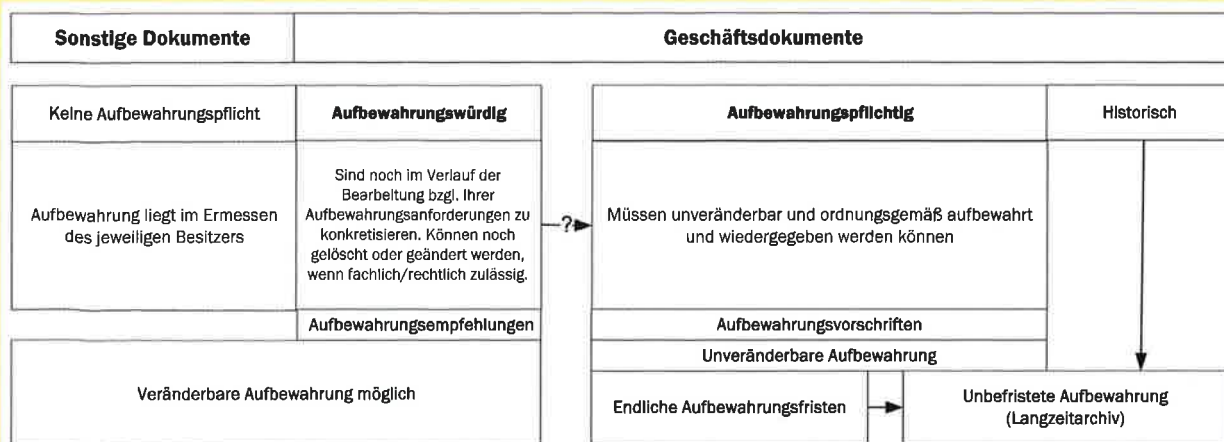 Sonstige Dokumente
Geschäftsdokumente
Keine Aufbewahrungspflicht
Aufbewahrungswürdig
Aufbewahrungspflichtig
Historisch
Aufbewahrung liegt im Ermessen
des jeweiligen Besitzers
Sind noch im Verlauf der
Bearbeitung bzgl. Ihrer
Aufbewahrungsanforderungen zu
konkretisieren. Können noch
gelöscht oder geändert werden,
wenn fachlich/rechtlich zulässig.
?
Müssen unveränderbar und ordnungsgemäß aufbewahrt
und wiedergegeben werden können
Aufbewahrungsempfehlungen
Aufbewahrungsvorschriften
Unveränderbare Aufbewahrung
Veränderbare Aufbewahrung möglich
Endliche Aufbewahrungsfristen
Unbefristete Aufbewahrung
(Langzeitarchiv)